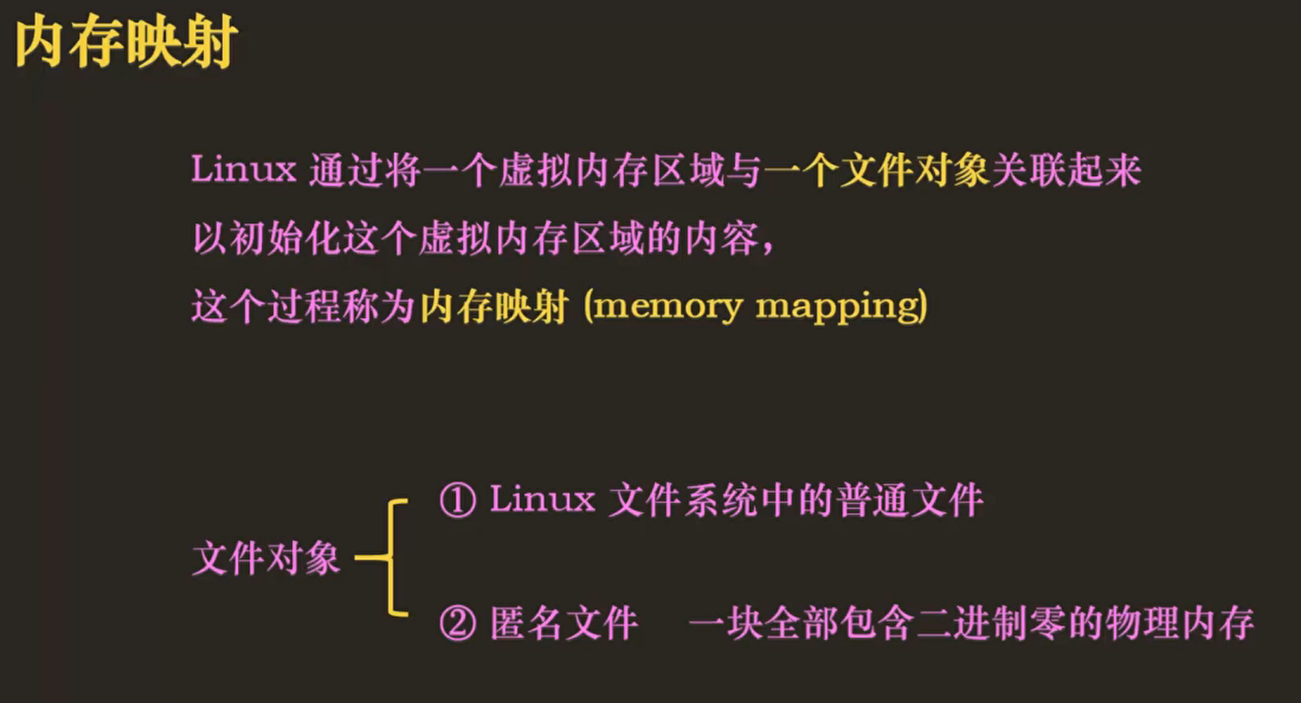 内存映射
Linux 通过将一个虚拟内存区域与一个文件对象关联起来
以初始化这个虚拟内存区域的内容,
这个过程称为内存映射 (memory mapping)
① Linux 文件系统中的普通文件
文件对象
② 匿名文件 一块全部包含二进制零的物理内存